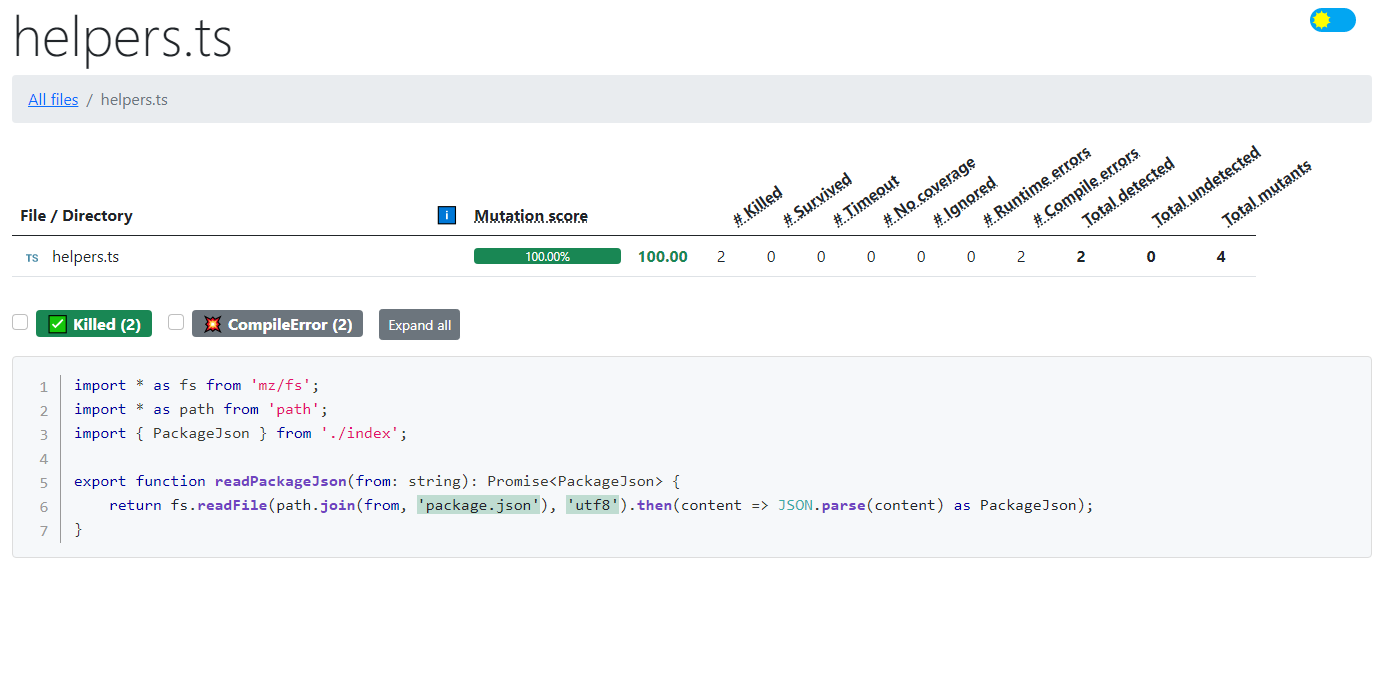 helpers.ts
All files / helpers.ts
File / Directory i Mutation score # Killed # Survived # Timeout # No coverage # Ignored # Runtime errors # Compile errors Total detected Total undetected Total mutants
TS helpers.ts 100.00% 100.00 2 0 0 0 0 0 2 2 0 4
✅ Killed (2) 💥 CompileError (2) Expand all
1 import * as fs from 'mz/fs';
2 import * as path from 'path';
3 import { PackageJson } from './index';
4
5 export function readPackageJson(from: string): Promise<PackageJson> {
6     return fs.readFile(path.join(from, 'package.json'), 'utf8').then(content => JSON.parse(content) as PackageJson);
7 }